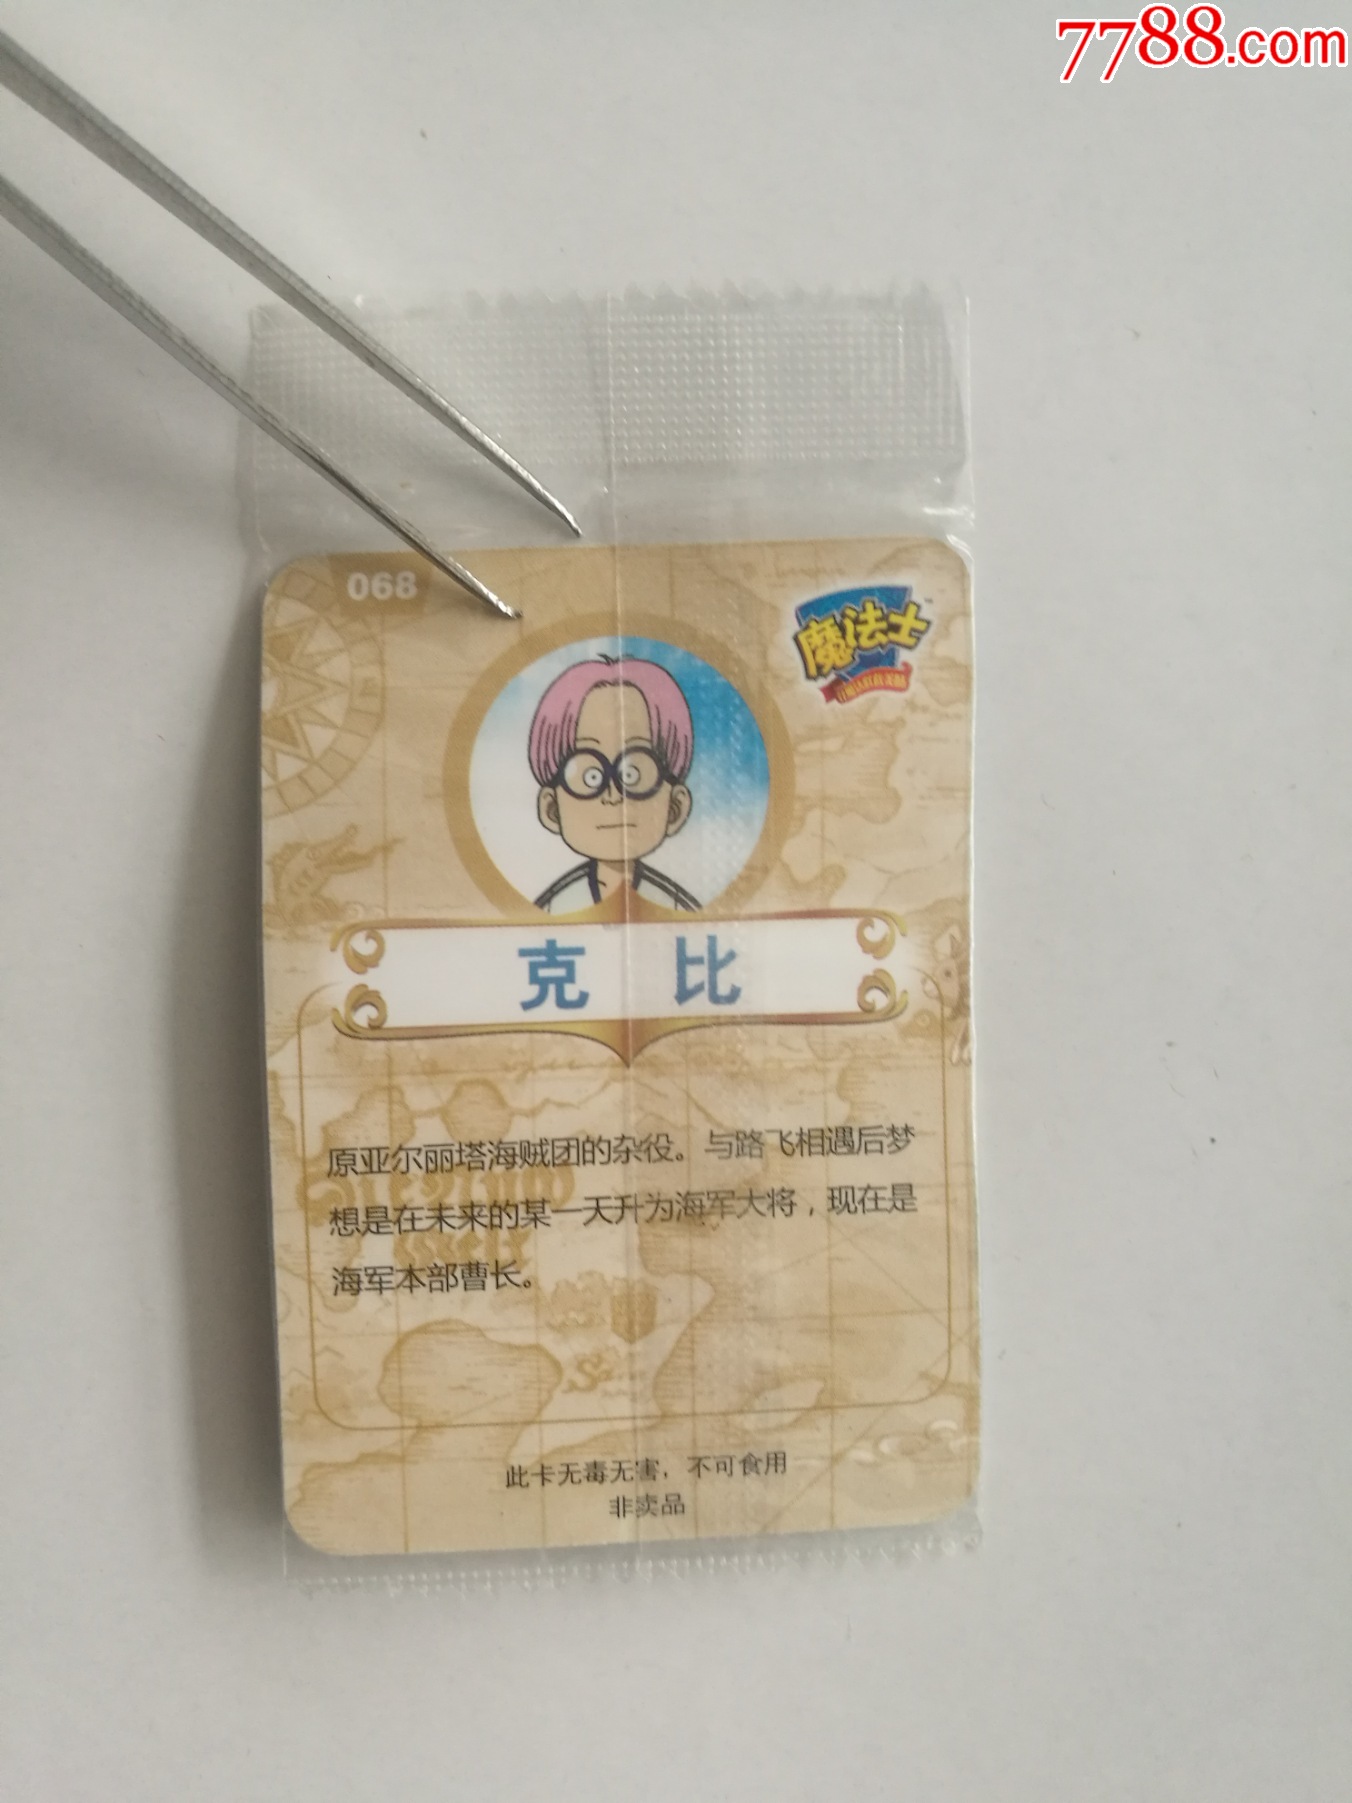 7788.com
068
魔法士
克 比
原亚尔丽塔海贼团的杂役。与路飞相遇后梦
想是在未来的某一天升为海军大将，现在是
海军本部曹长。
此卡无毒无害，不可食用
非卖品